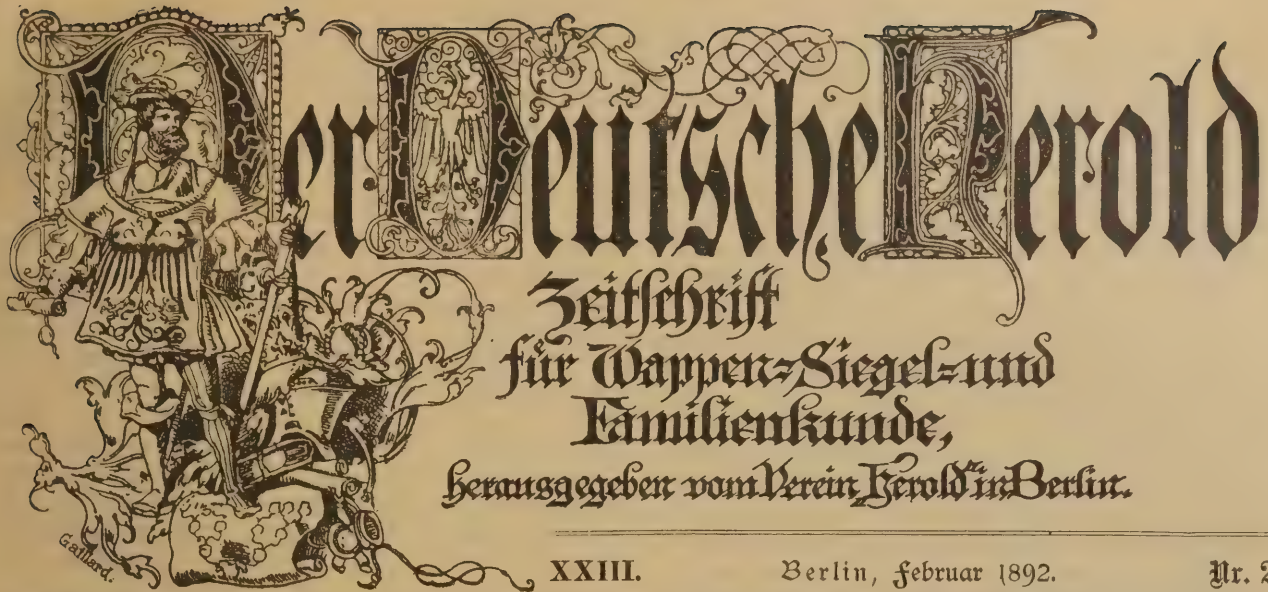 Der Deutsche Herold
Zeitschrift
für Wappen-Siegel-und
Familienkunde,
herausgegeben vom Verein „Herold“ in Berlin.
Gaillard.
XXIII. Berlin, Februar 1892. Nr. 2